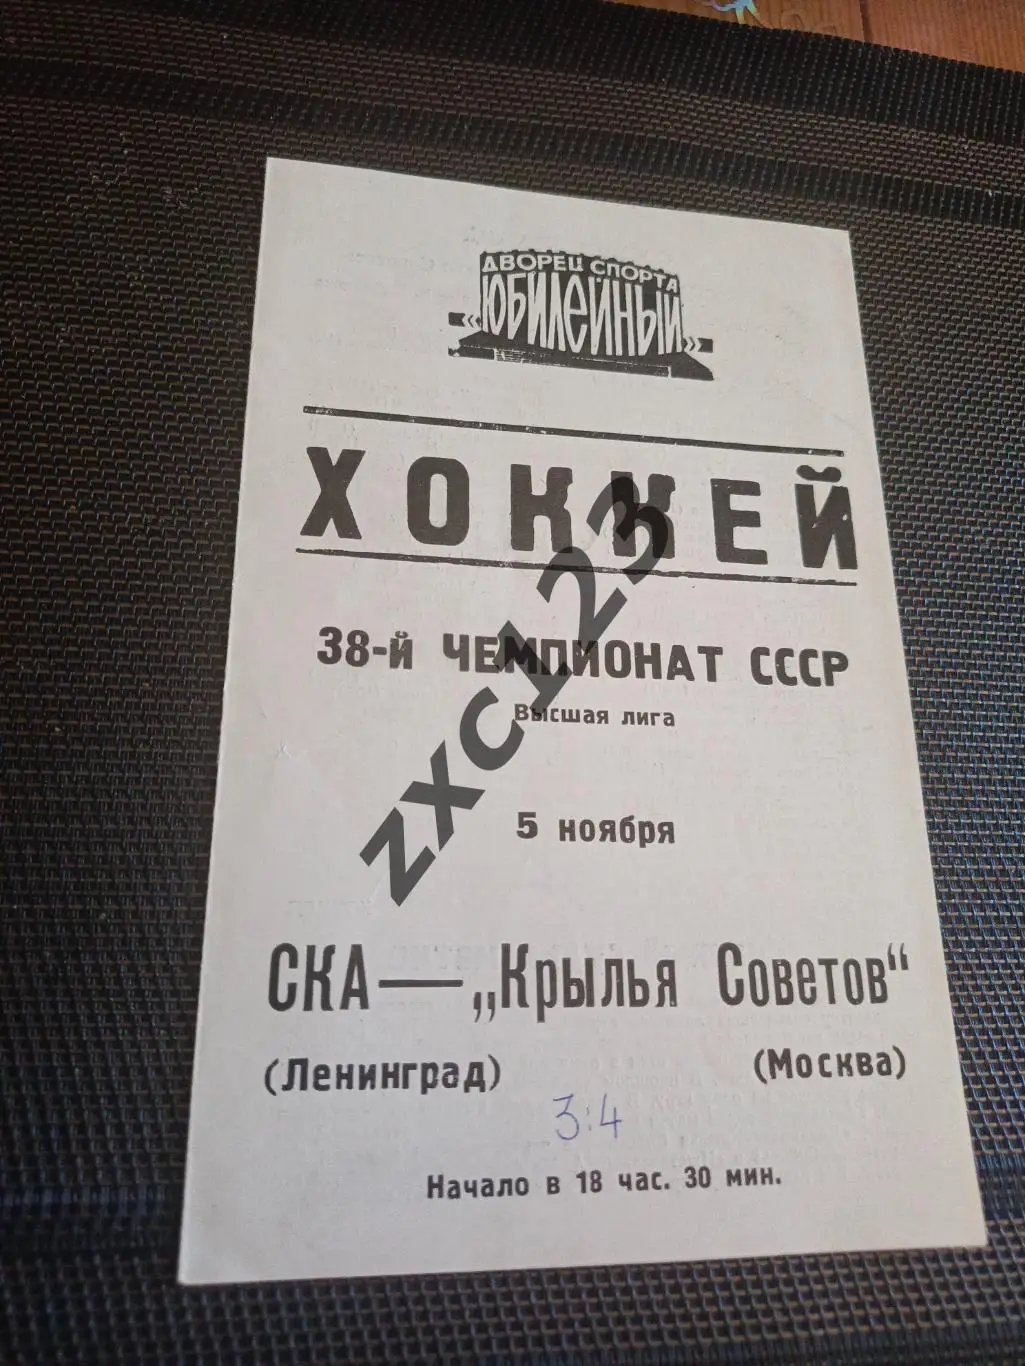 ДВОРЕЦ СПОРТА
«ЮБИЛЕЙНЫЙ»
ХОККЕЙ
38-й ЧЕМПИОНАТ СССР
Высшая лига
5 ноября
СКА — „Крылья Советов“
(Ленинград) (Москва)
3:4
Начало в 18 час. 30 мин.
zxc123